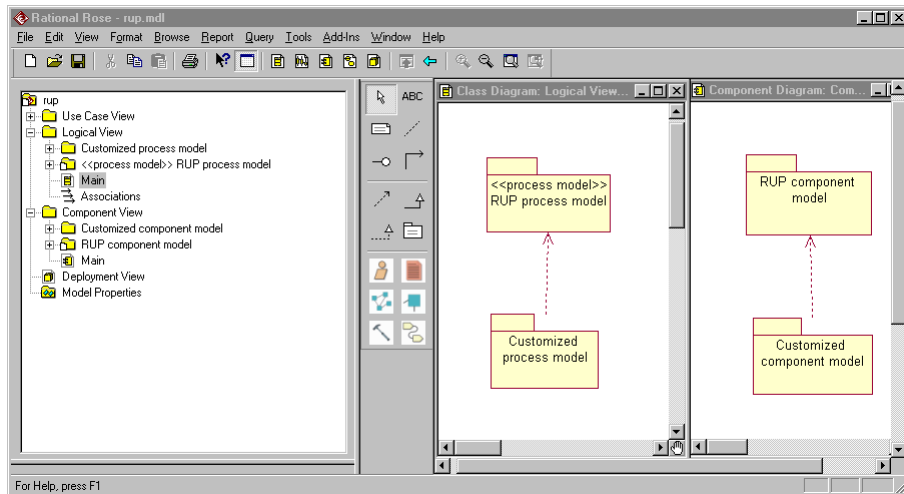 Rational Rose - rup.mdl
File Edit View Format Browse Report Query Tools Add-Ins Window Help
rup
Use Case View
Logical View
Customized process model
<<process model>> RUP process model
Main
Associations
Component View
Customized component model
RUP component model
Main
Deployment View
Model Properties
ABC
Class Diagram: Logical View...
<<process model>>
RUP process model
Customized
process model
Component Diagram: Com...
RUP component
model
Customized
component model
For Help, press F1